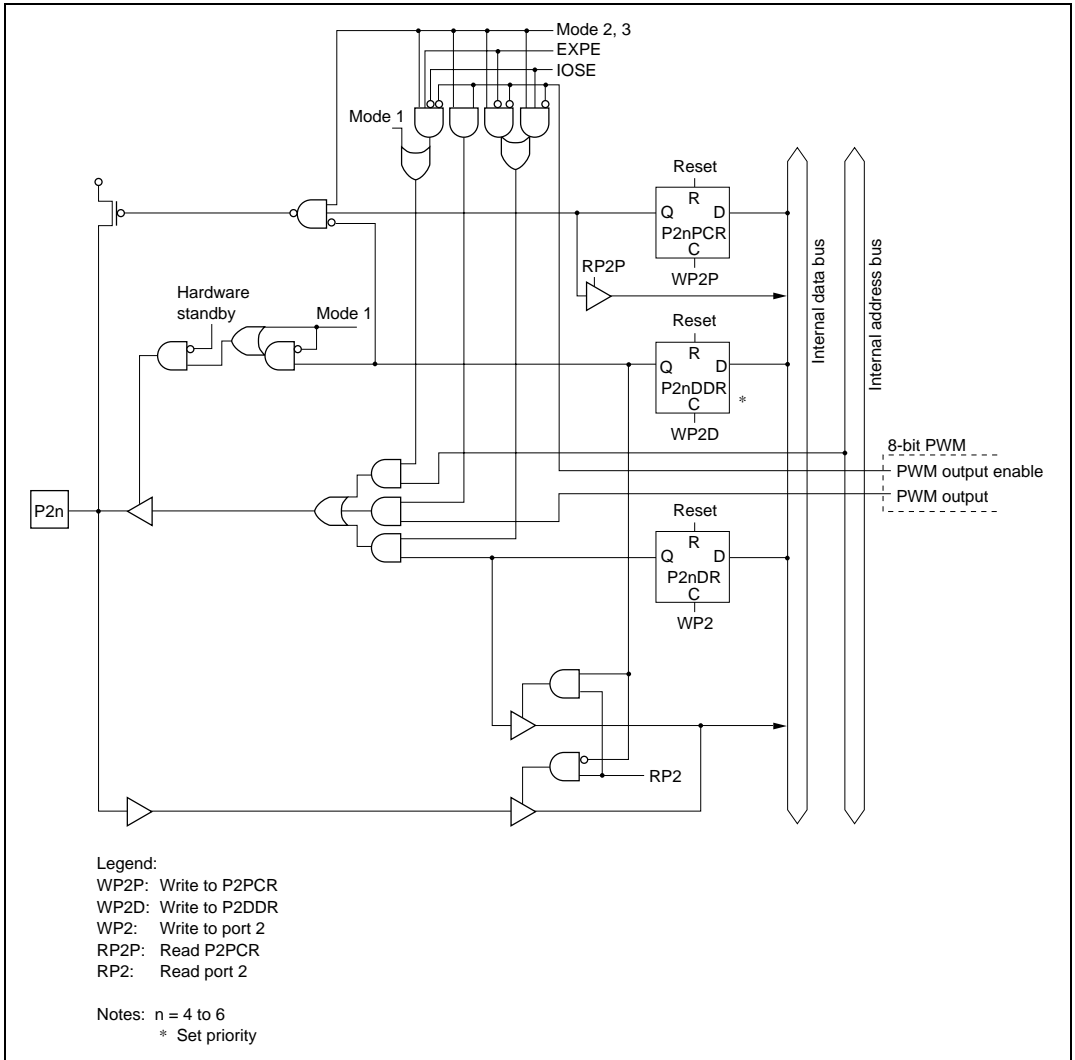 Mode 2, 3
EXPE
IOSE
Mode 1
Reset
R
Q D
P2nPCR
C
WP2P
RP2P
Hardware
standby
Mode 1
Reset
R
Q D
P2nDDR
C
*
WP2D
Internal data bus
Internal address bus
8-bit PWM
PWM output enable
PWM output
P2n
Reset
R
Q D
P2nDR
C
WP2
RP2
Legend:
WP2P: Write to P2PCR
WP2D: Write to P2DDR
WP2: Write to port 2
RP2P: Read P2PCR
RP2: Read port 2
Notes: n = 4 to 6
* Set priority